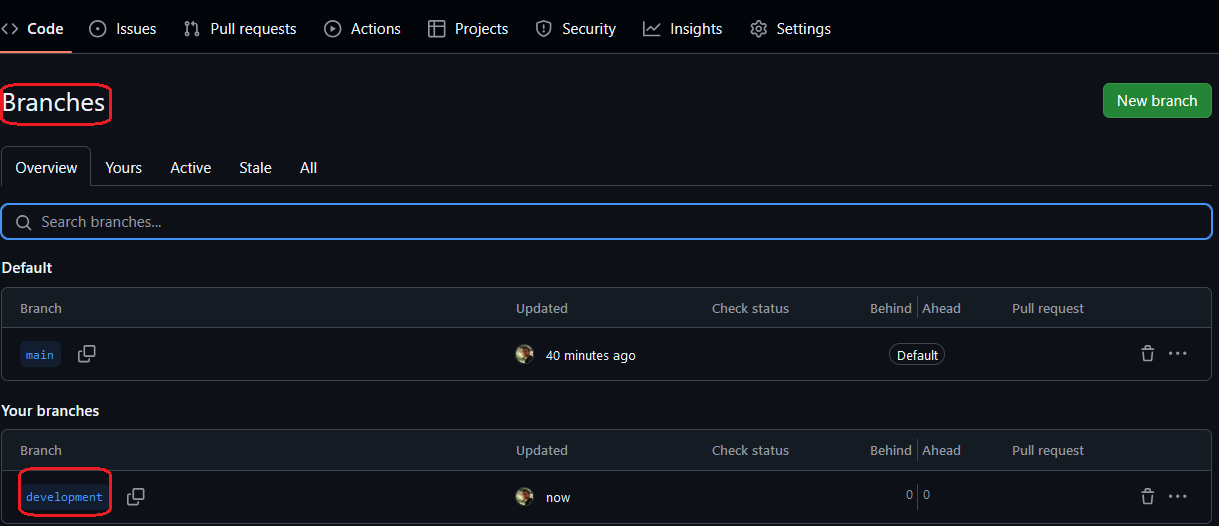 Code Issues Pull requests Actions Projects Security Insights Settings
Branches
New branch
Overview Yours Active Stale All
Search branches...
Default
Branch Updated Check status Behind Ahead Pull request
main 40 minutes ago Default
Your branches
Branch Updated Check status Behind Ahead Pull request
development now 0 0